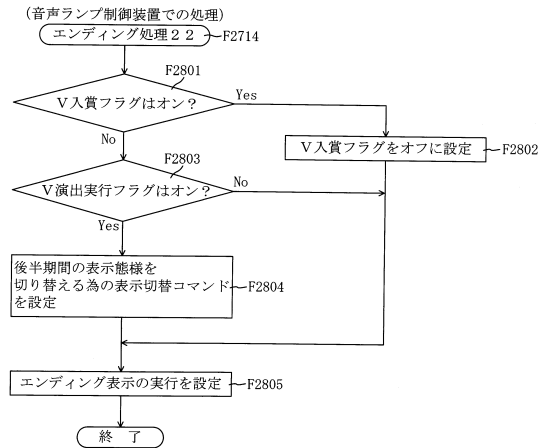 (音声ランプ制御装置での処理)
エンディング処理22
F2714
F2801
V入賞フラグはオン?
Yes
No
V入賞フラグをオフに設定
F2802
F2803
V演出実行フラグはオン?
No
Yes
後半期間の表示態様を
切り替える為の表示切替コマンド
を設定
F2804
エンディング表示の実行を設定
F2805
終 了